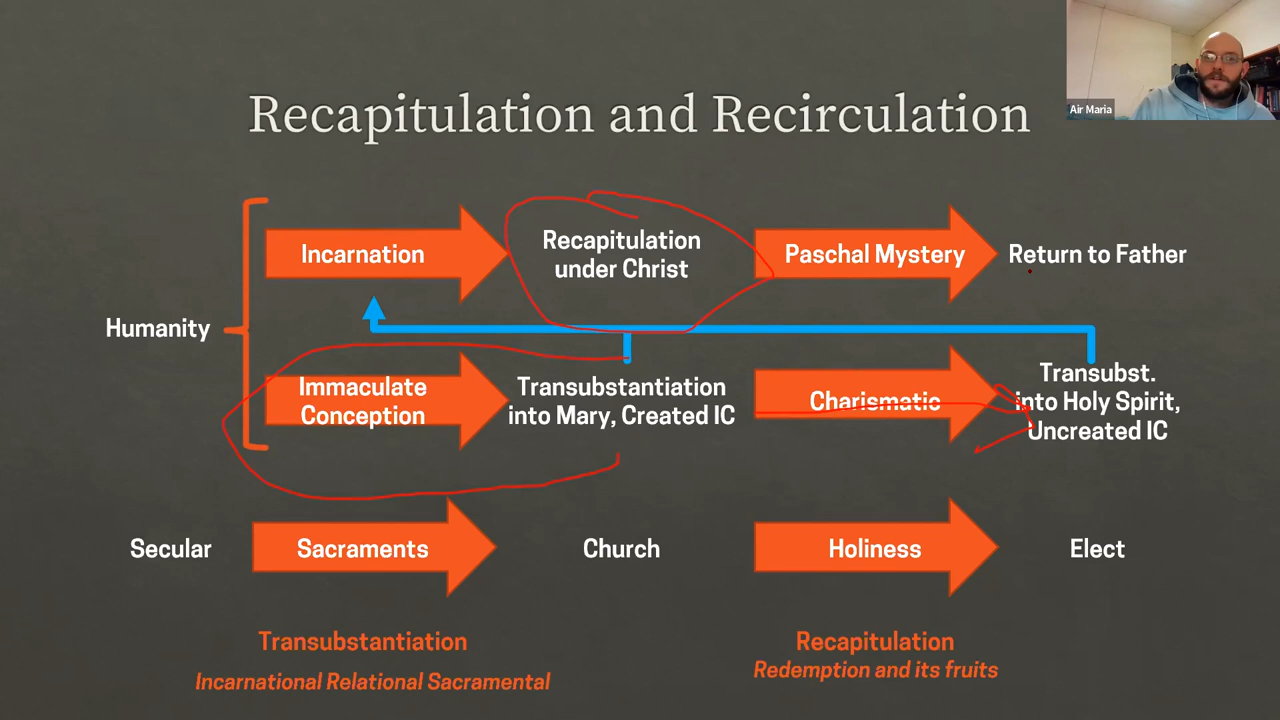 Air Maria
Recapitulation and Recirculation
Incarnation
Recapitulation
under Christ
Paschal Mystery
Return to Father
Humanity
Immaculate
Conception
Transubstantiation
into Mary, Created IC
Charismatic
Transubst.
into Holy Spirit,
Uncreated IC
Secular
Sacraments
Church
Holiness
Elect
Transubstantiation
Incarnational Relational Sacramental
Recapitulation
Redemption and its fruits